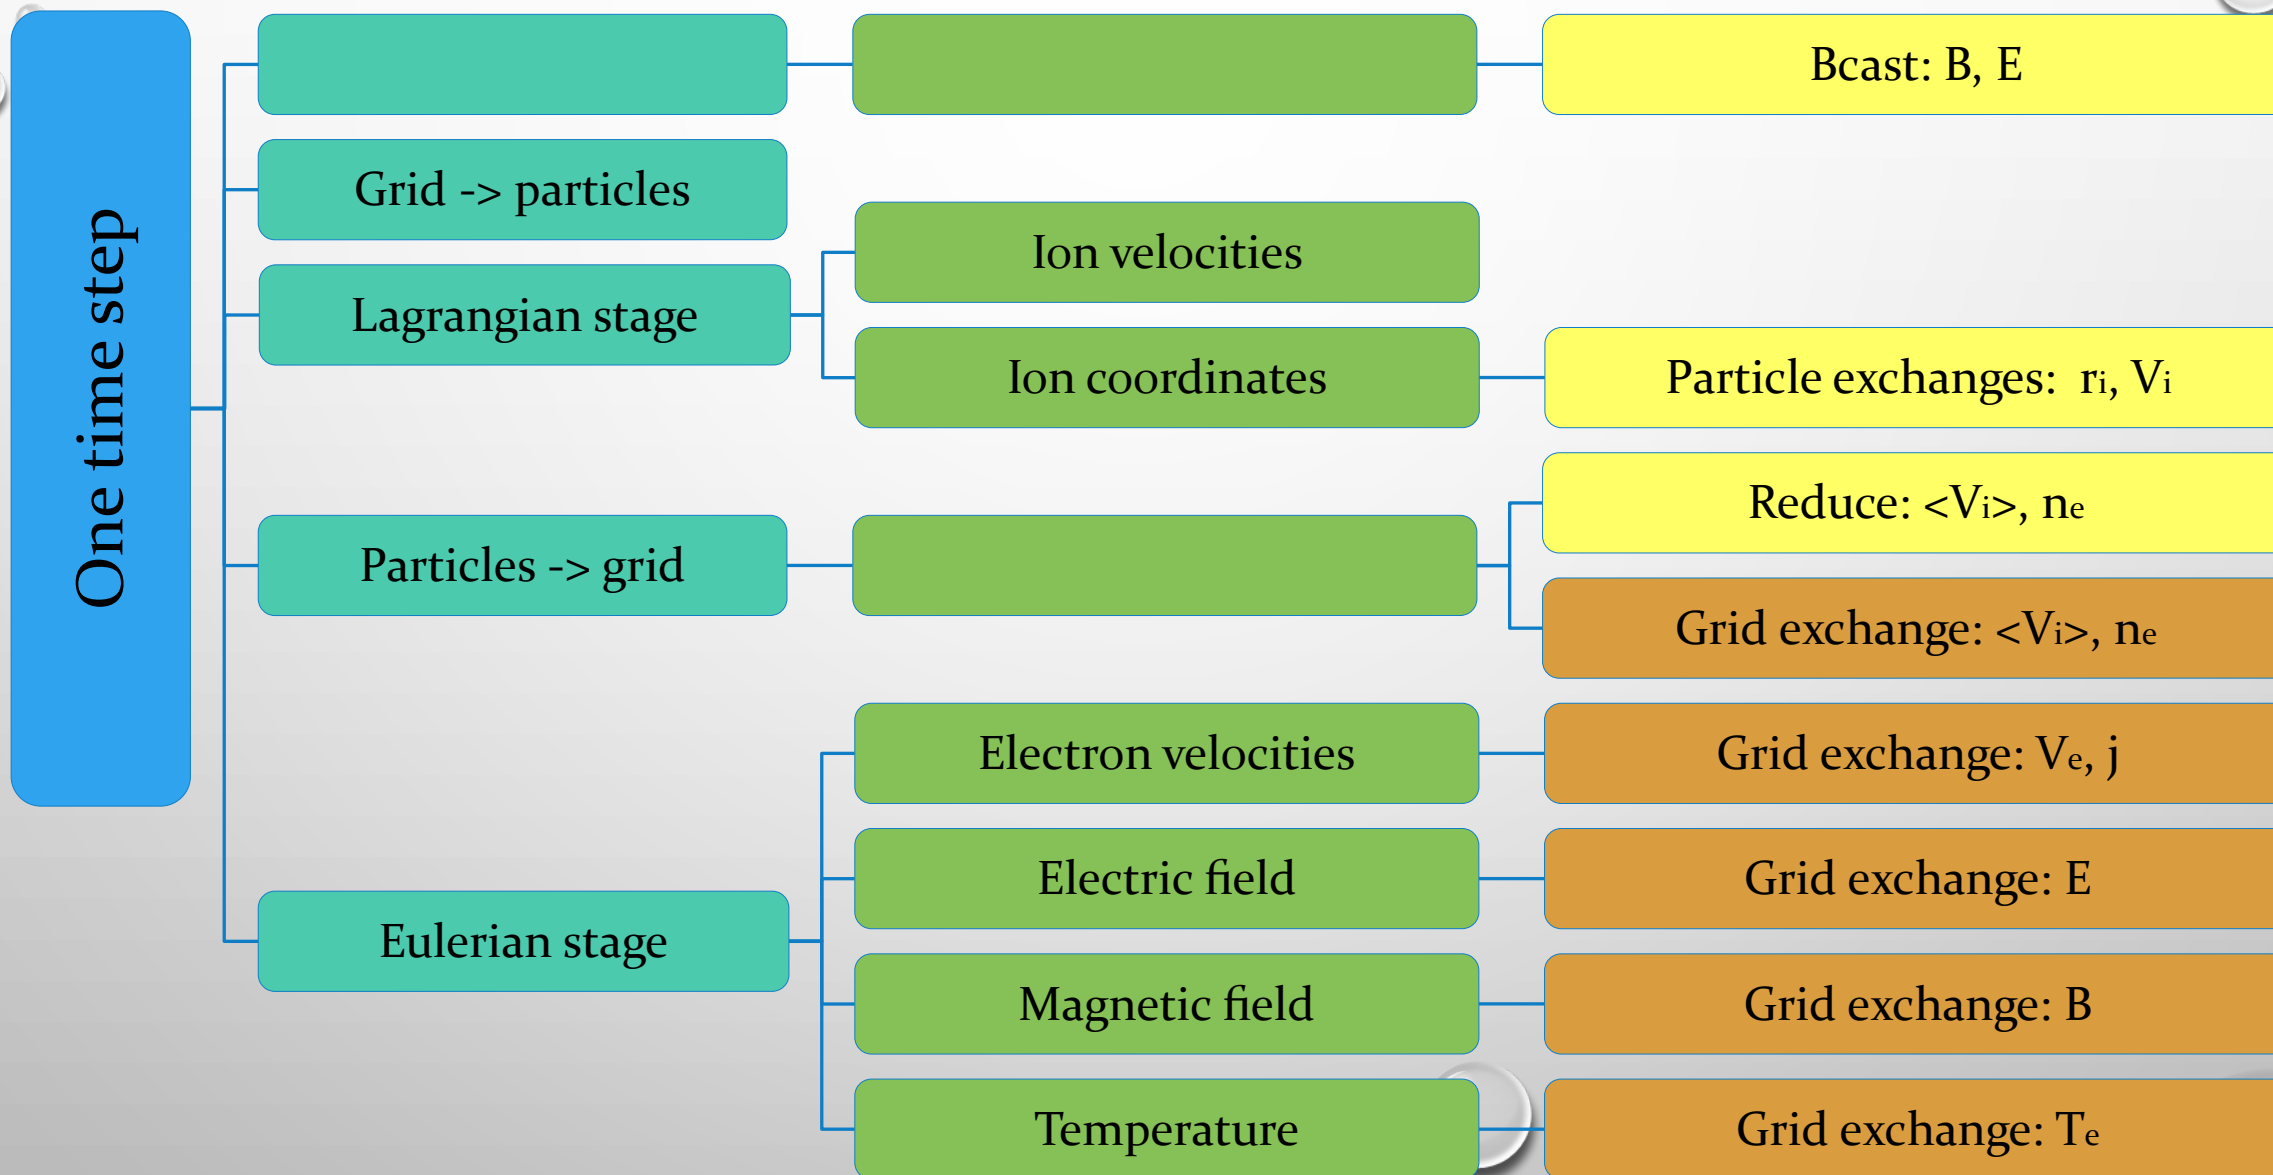 One time step
Bcast: B, E
Grid -> particles
Lagrangian stage
Ion velocities
Ion coordinates
Particle exchanges:  ri, Vi
Particles -> grid
Reduce: <Vi>, ne
Grid exchange: <Vi>, ne
Eulerian stage
Electron velocities
Grid exchange: Ve, j
Electric field
Grid exchange: E
Magnetic field
Grid exchange: B
Temperature
Grid exchange: Te